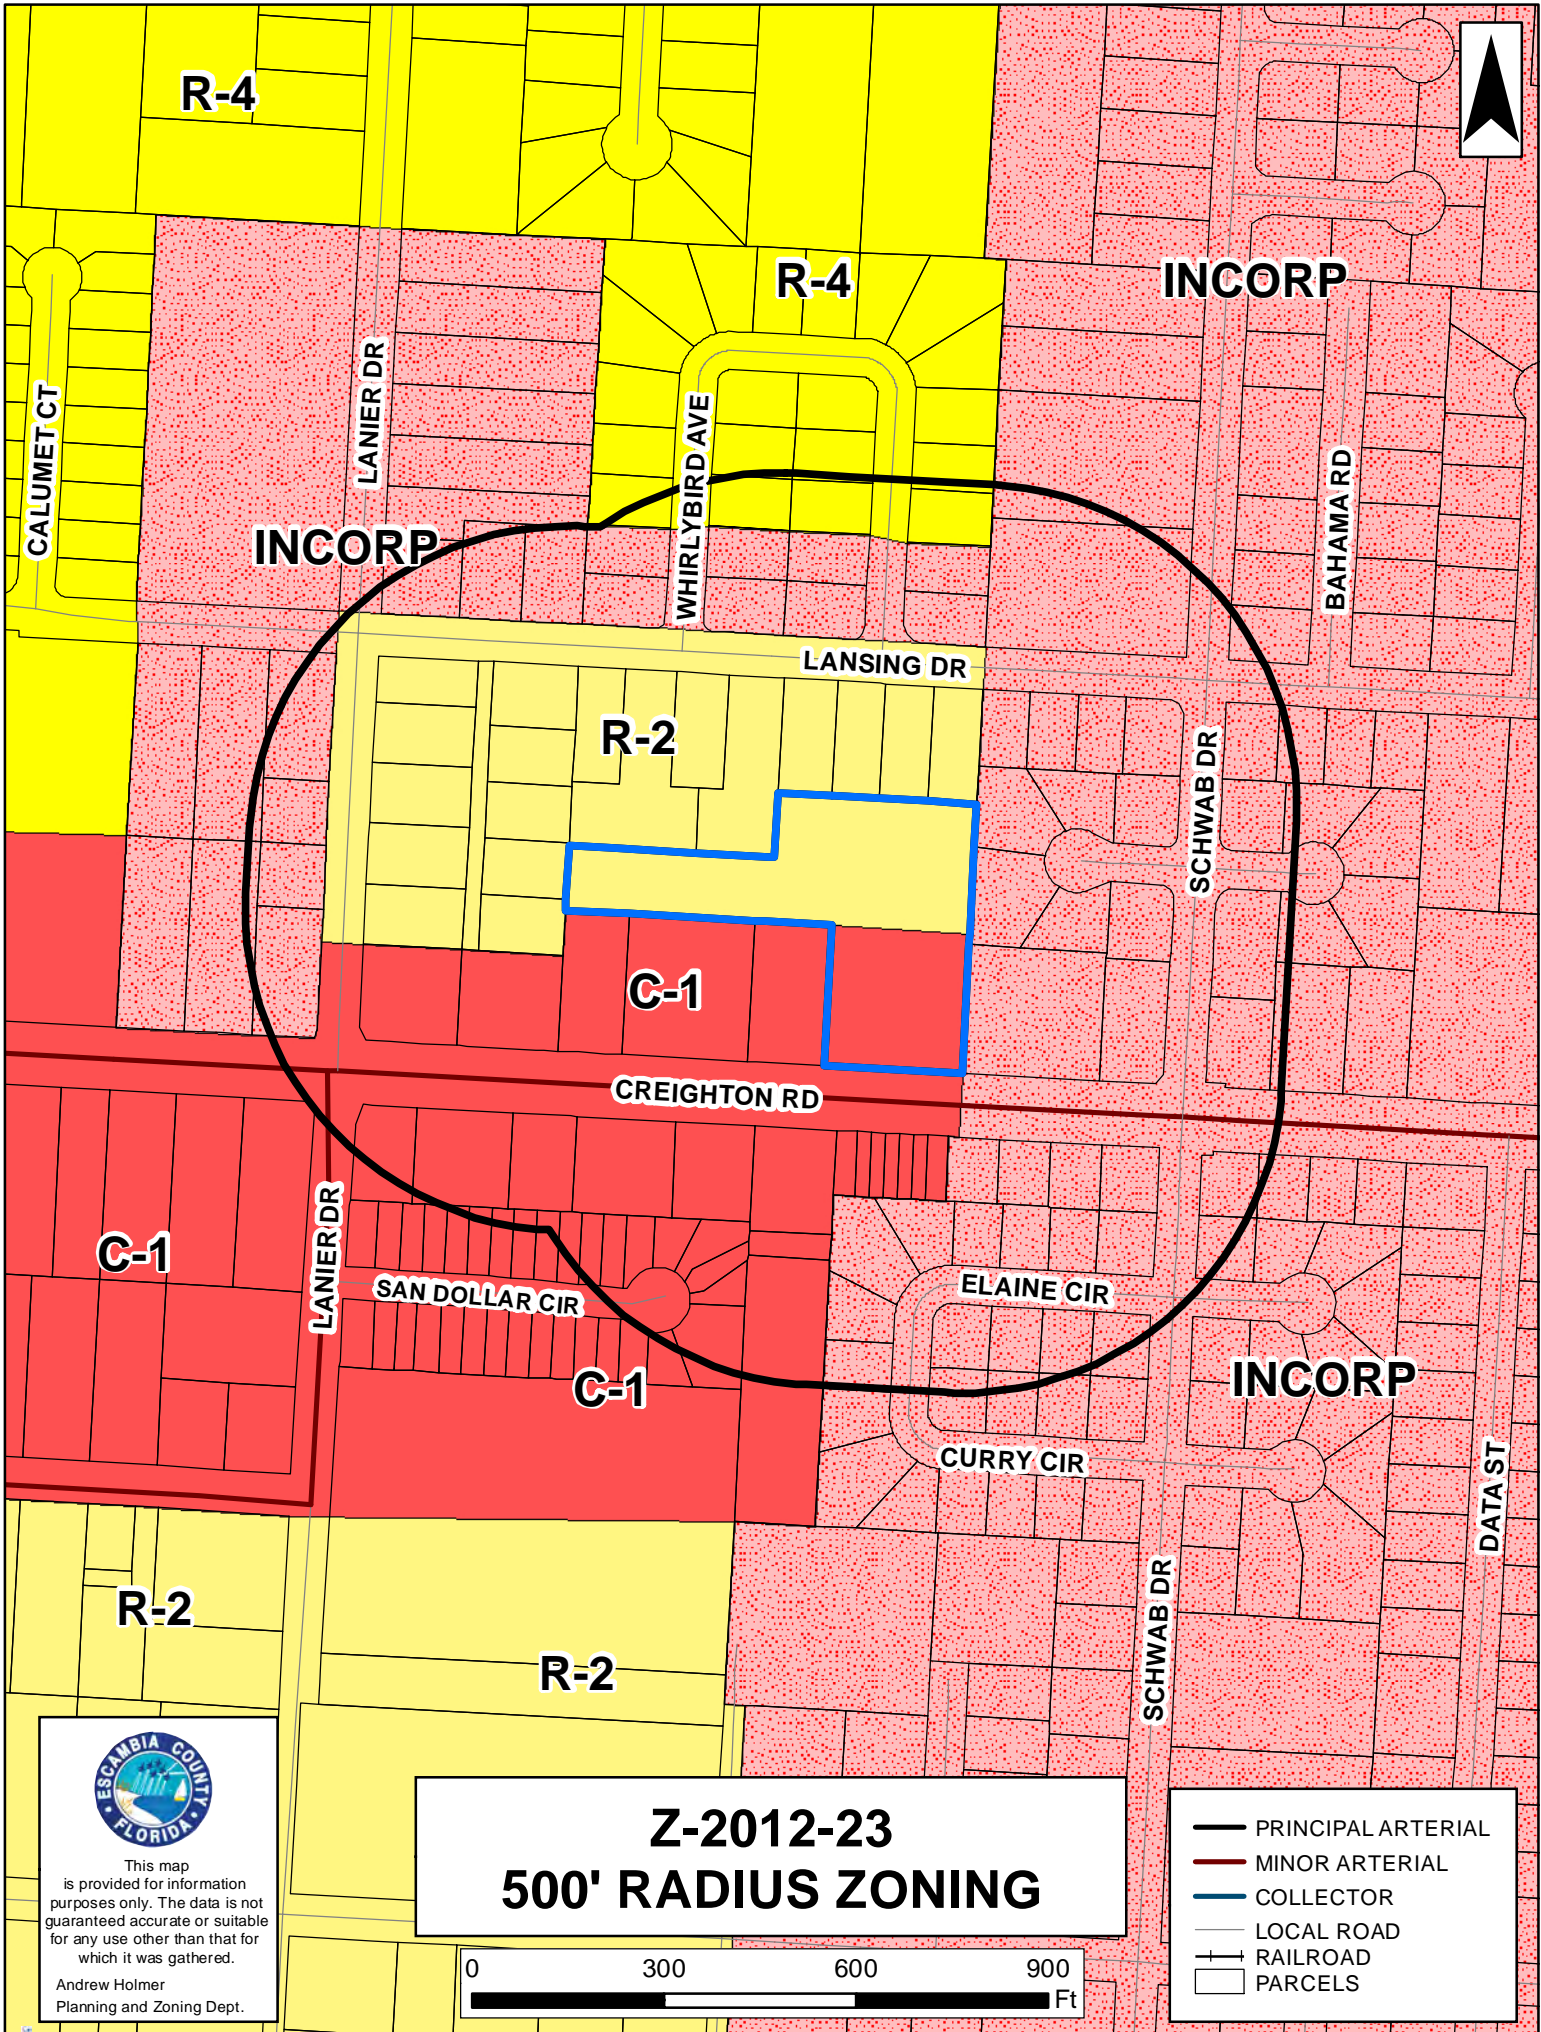 R-4
R-4
INCORP
LANIER DR
CALUMET CT
WHIRLYBIRD AVE
BAHAMA RD
INCORP
LANSING DR
R-2
SCHWAB DR
C-1
CREIGHTON RD
LANIER DR
C-1
SAN DOLLAR CIR
ELAINE CIR
C-1
INCORP
CURRY CIR
DATA ST
R-2
SCHWAB DR
R-2
ESCAMBIA COUNTY
FLORIDA
This map
is provided for information
purposes only. The data is not
guaranteed accurate or suitable
for any use other than that for
which it was gathered.
Andrew Holmer
Planning and Zoning Dept.
Z-2012-23
500' RADIUS ZONING
0 300 600 900
Ft
PRINCIPAL ARTERIAL
MINOR ARTERIAL
COLLECTOR
LOCAL ROAD
RAILROAD
PARCELS